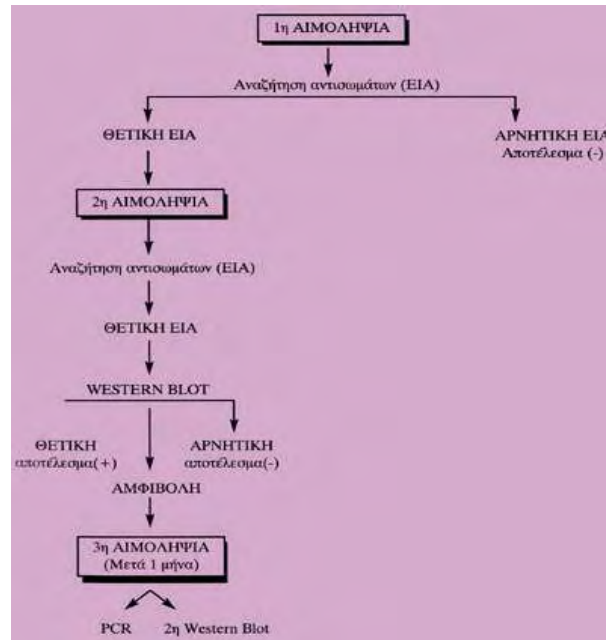 1η ΑΙΜΟΛΗΨΙΑ
Αναζήτηση αντισωμάτων (ΕΙΑ)
ΘΕΤΙΚΗ ΕΙΑ
ΑΡΝΗΤΙΚΗ ΕΙΑ
Αποτέλεσμα (-)
2η ΑΙΜΟΛΗΨΙΑ
Αναζήτηση αντισωμάτων (ΕΙΑ)
ΘΕΤΙΚΗ ΕΙΑ
WESTERN BLOT
ΘΕΤΙΚΗ
αποτέλεσμα(+)
ΑΡΝΗΤΙΚΗ
αποτέλεσμα(-)
ΑΜΦΙΒΟΛΗ
3η ΑΙΜΟΛΗΨΙΑ
(Μετά 1 μήνα)
PCR
2η Western Blot